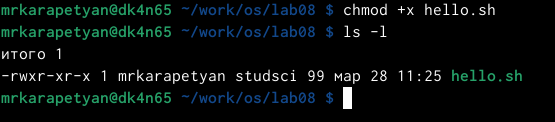 mrkarapetyan@dk4n65 ~/work/os/lab08 $ chmod +x hello.sh
mrkarapetyan@dk4n65 ~/work/os/lab08 $ ls -l
итого 1
-rwxr-xr-x 1 mrkarapetyan studsci 99 мар 28 11:25 hello.sh
mrkarapetyan@dk4n65 ~/work/os/lab08 $